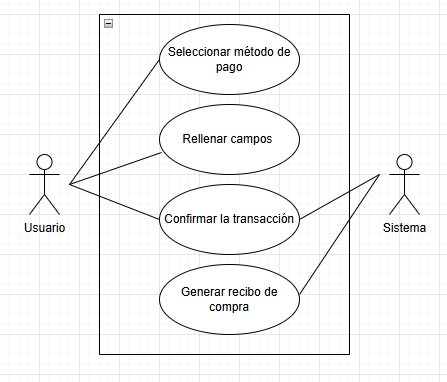 Seleccionar método de
pago
Rellenar campos
Confirmar la transacción
Generar recibo de
compra
Usuario
Sistema